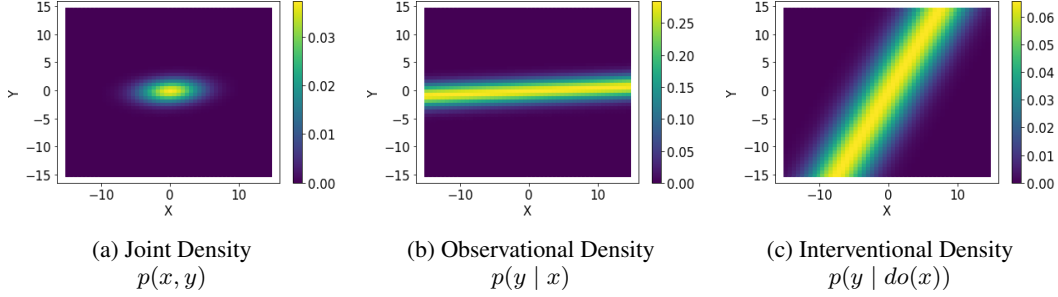 15
10
5
0
−5
−10
−15
Y
−10 0 10
X
0.03
0.02
0.01
0.00
15
10
5
0
−5
−10
−15
Y
−10 0 10
X
0.25
0.20
0.15
0.10
0.05
0.00
15
10
5
0
−5
−10
−15
Y
−10 0 10
X
0.06
0.05
0.04
0.03
0.02
0.01
0.00
(a) Joint Density
p(x, y)
(b) Observational Density
p(y | x)
(c) Interventional Density
p(y | do(x))